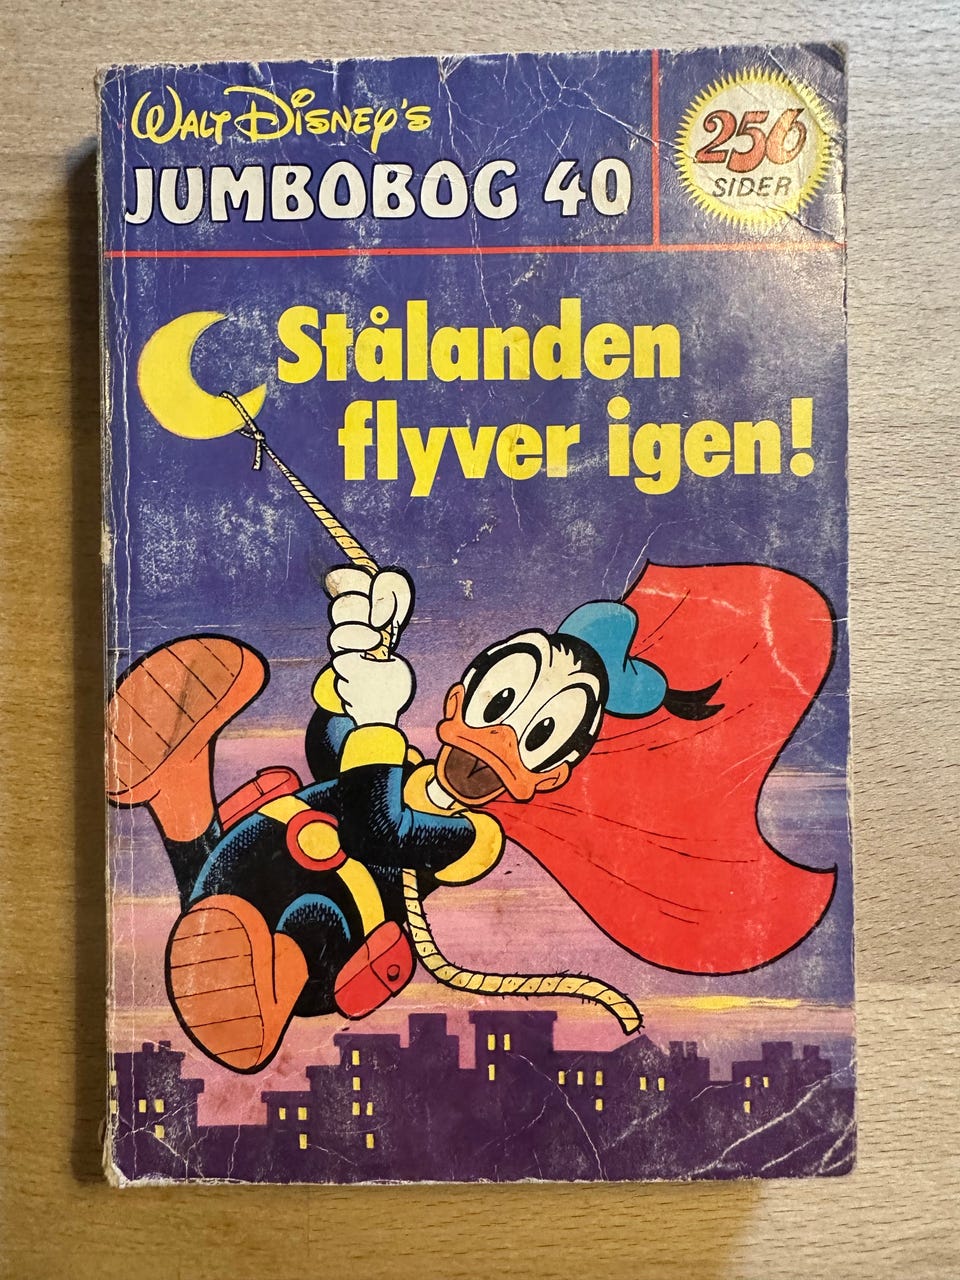 Walt Disney's
JUMBOBOG 40
256
SIDER
Stålanden
flyver igen!